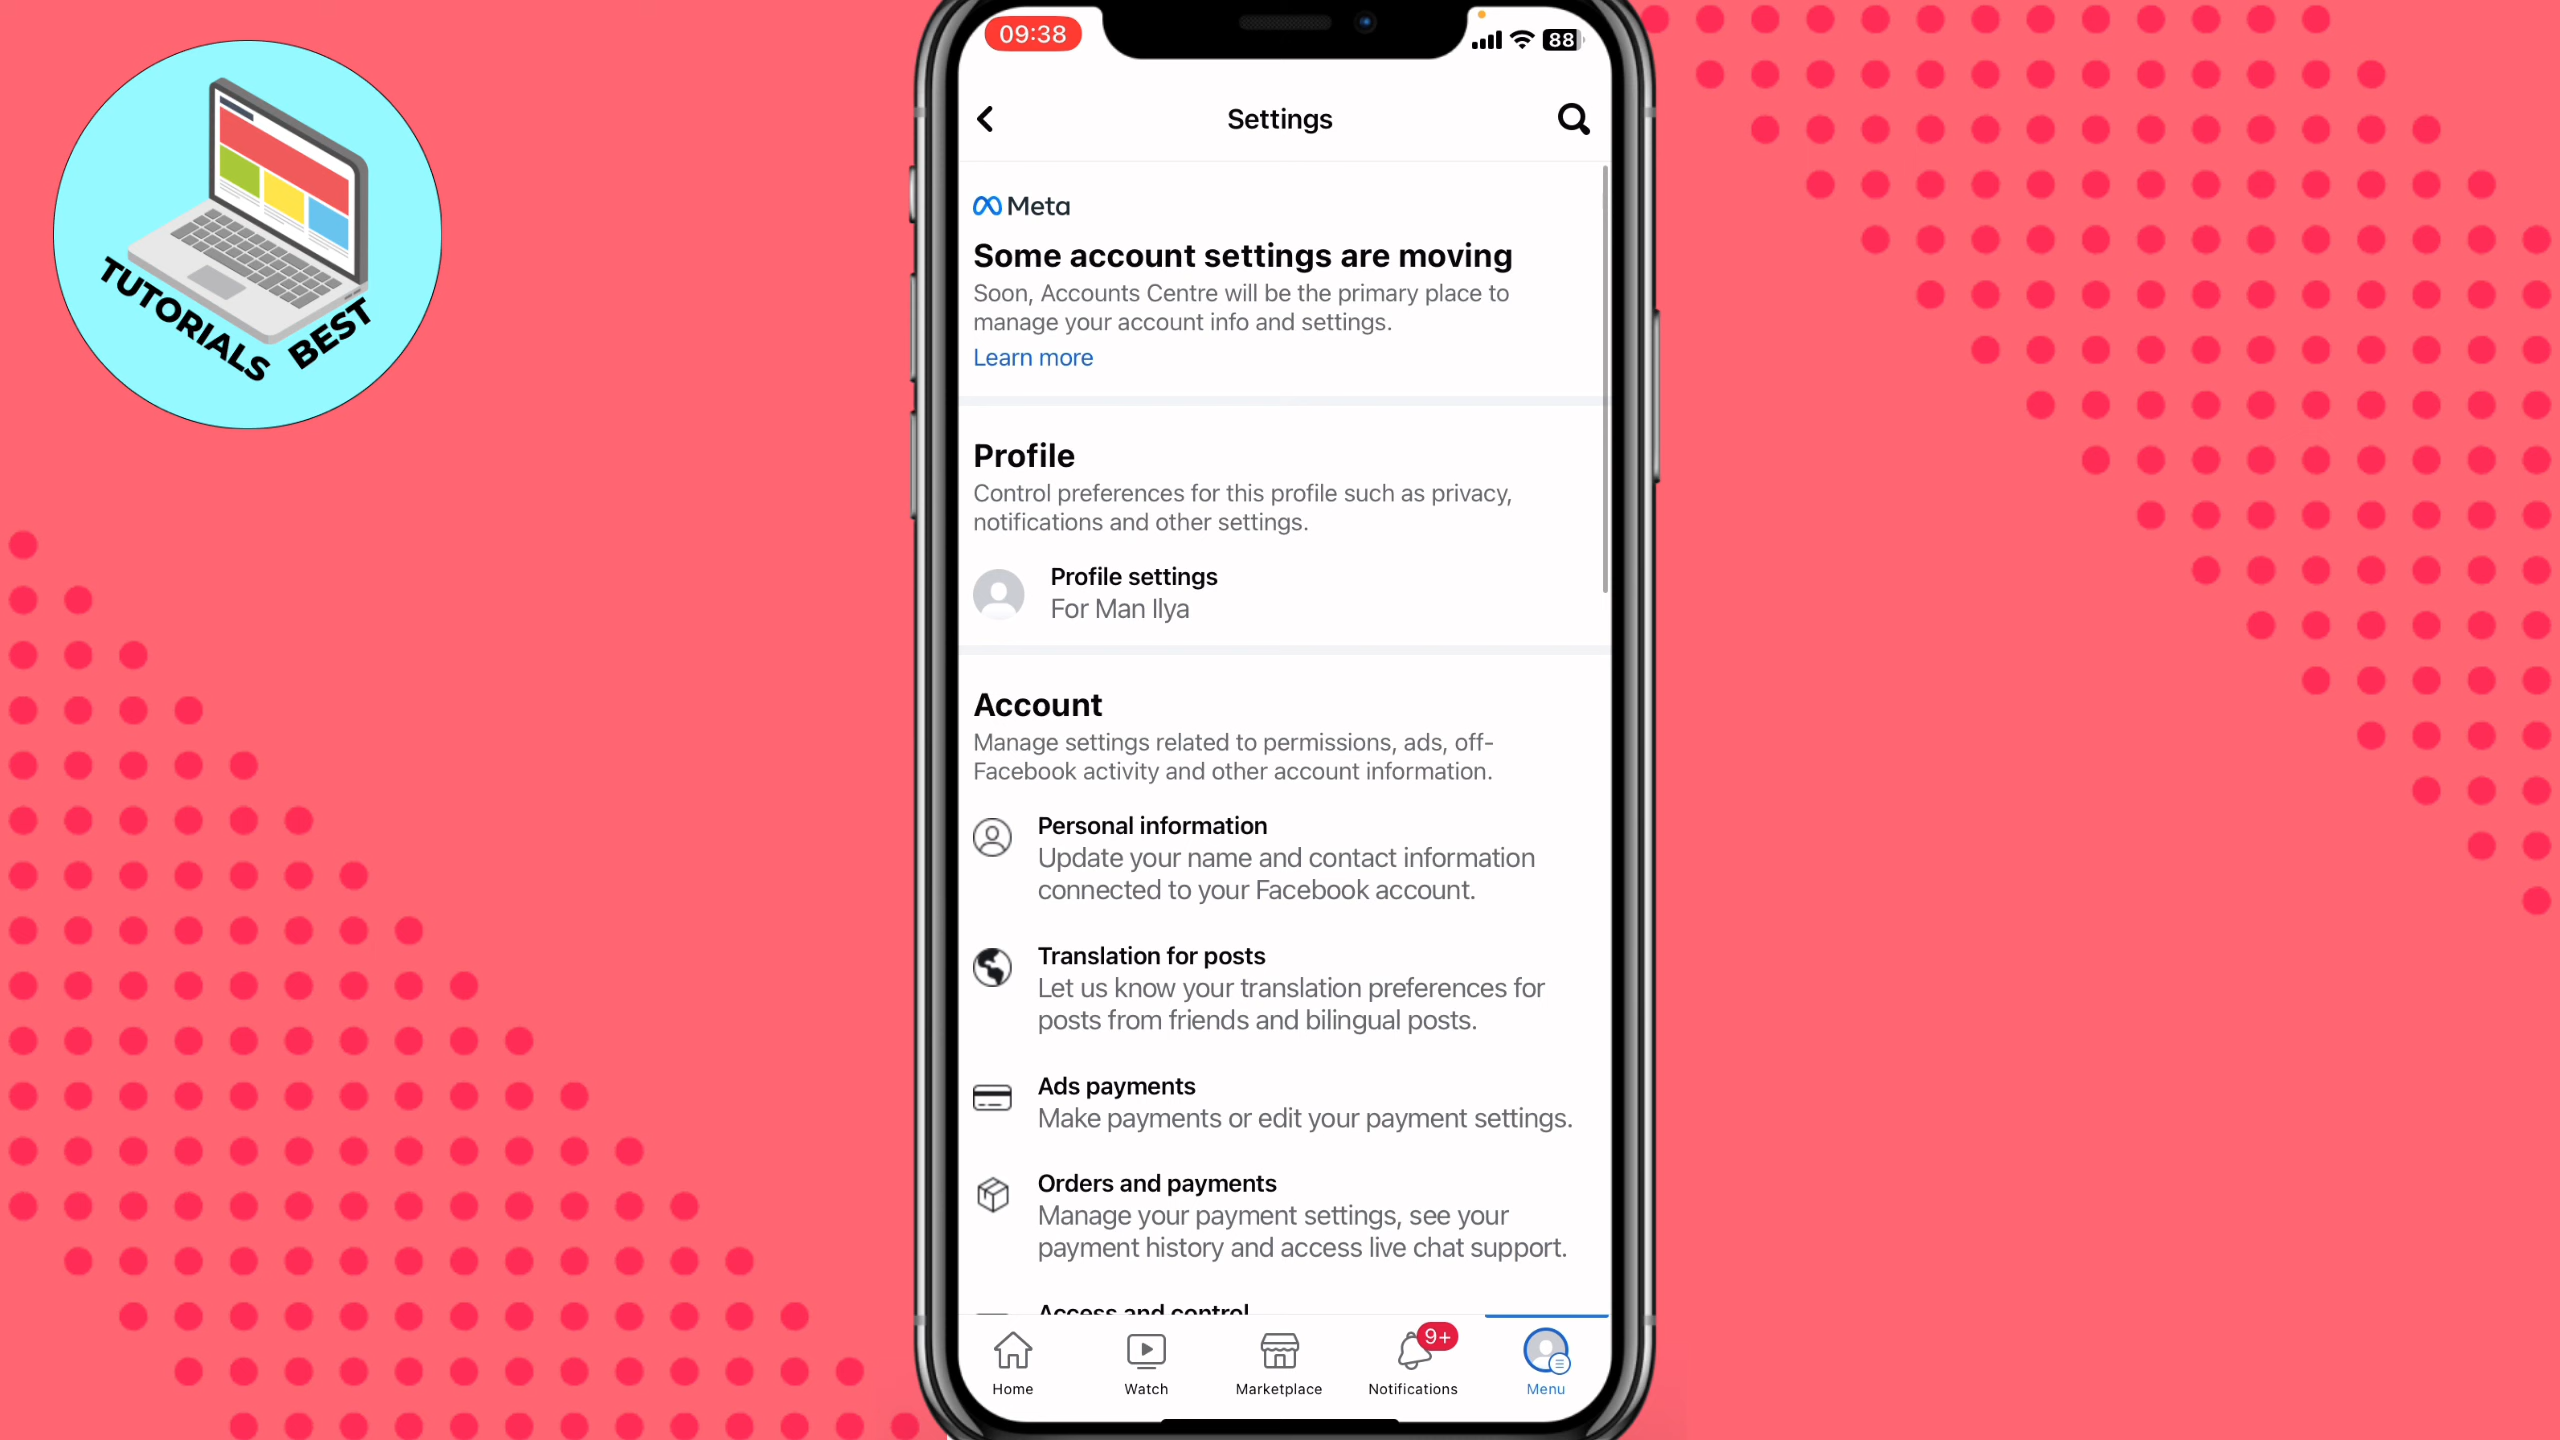 TUTORIALS BEST
09:38
88
Settings
Meta
Some account settings are moving
Soon, Accounts Centre will be the primary place to
manage your account info and settings.
Learn more
Profile
Control preferences for this profile such as privacy,
notifications and other settings.
Profile settings
For Man Ilya
Account
Manage settings related to permissions, ads, off-
Facebook activity and other account information.
Personal information
Update your name and contact information
connected to your Facebook account.
Translation for posts
Let us know your translation preferences for
posts from friends and bilingual posts.
Ads payments
Make payments or edit your payment settings.
Orders and payments
Manage your payment settings, see your
payment history and access live chat support.
Access and control
9+
Home Watch Marketplace Notifications Menu